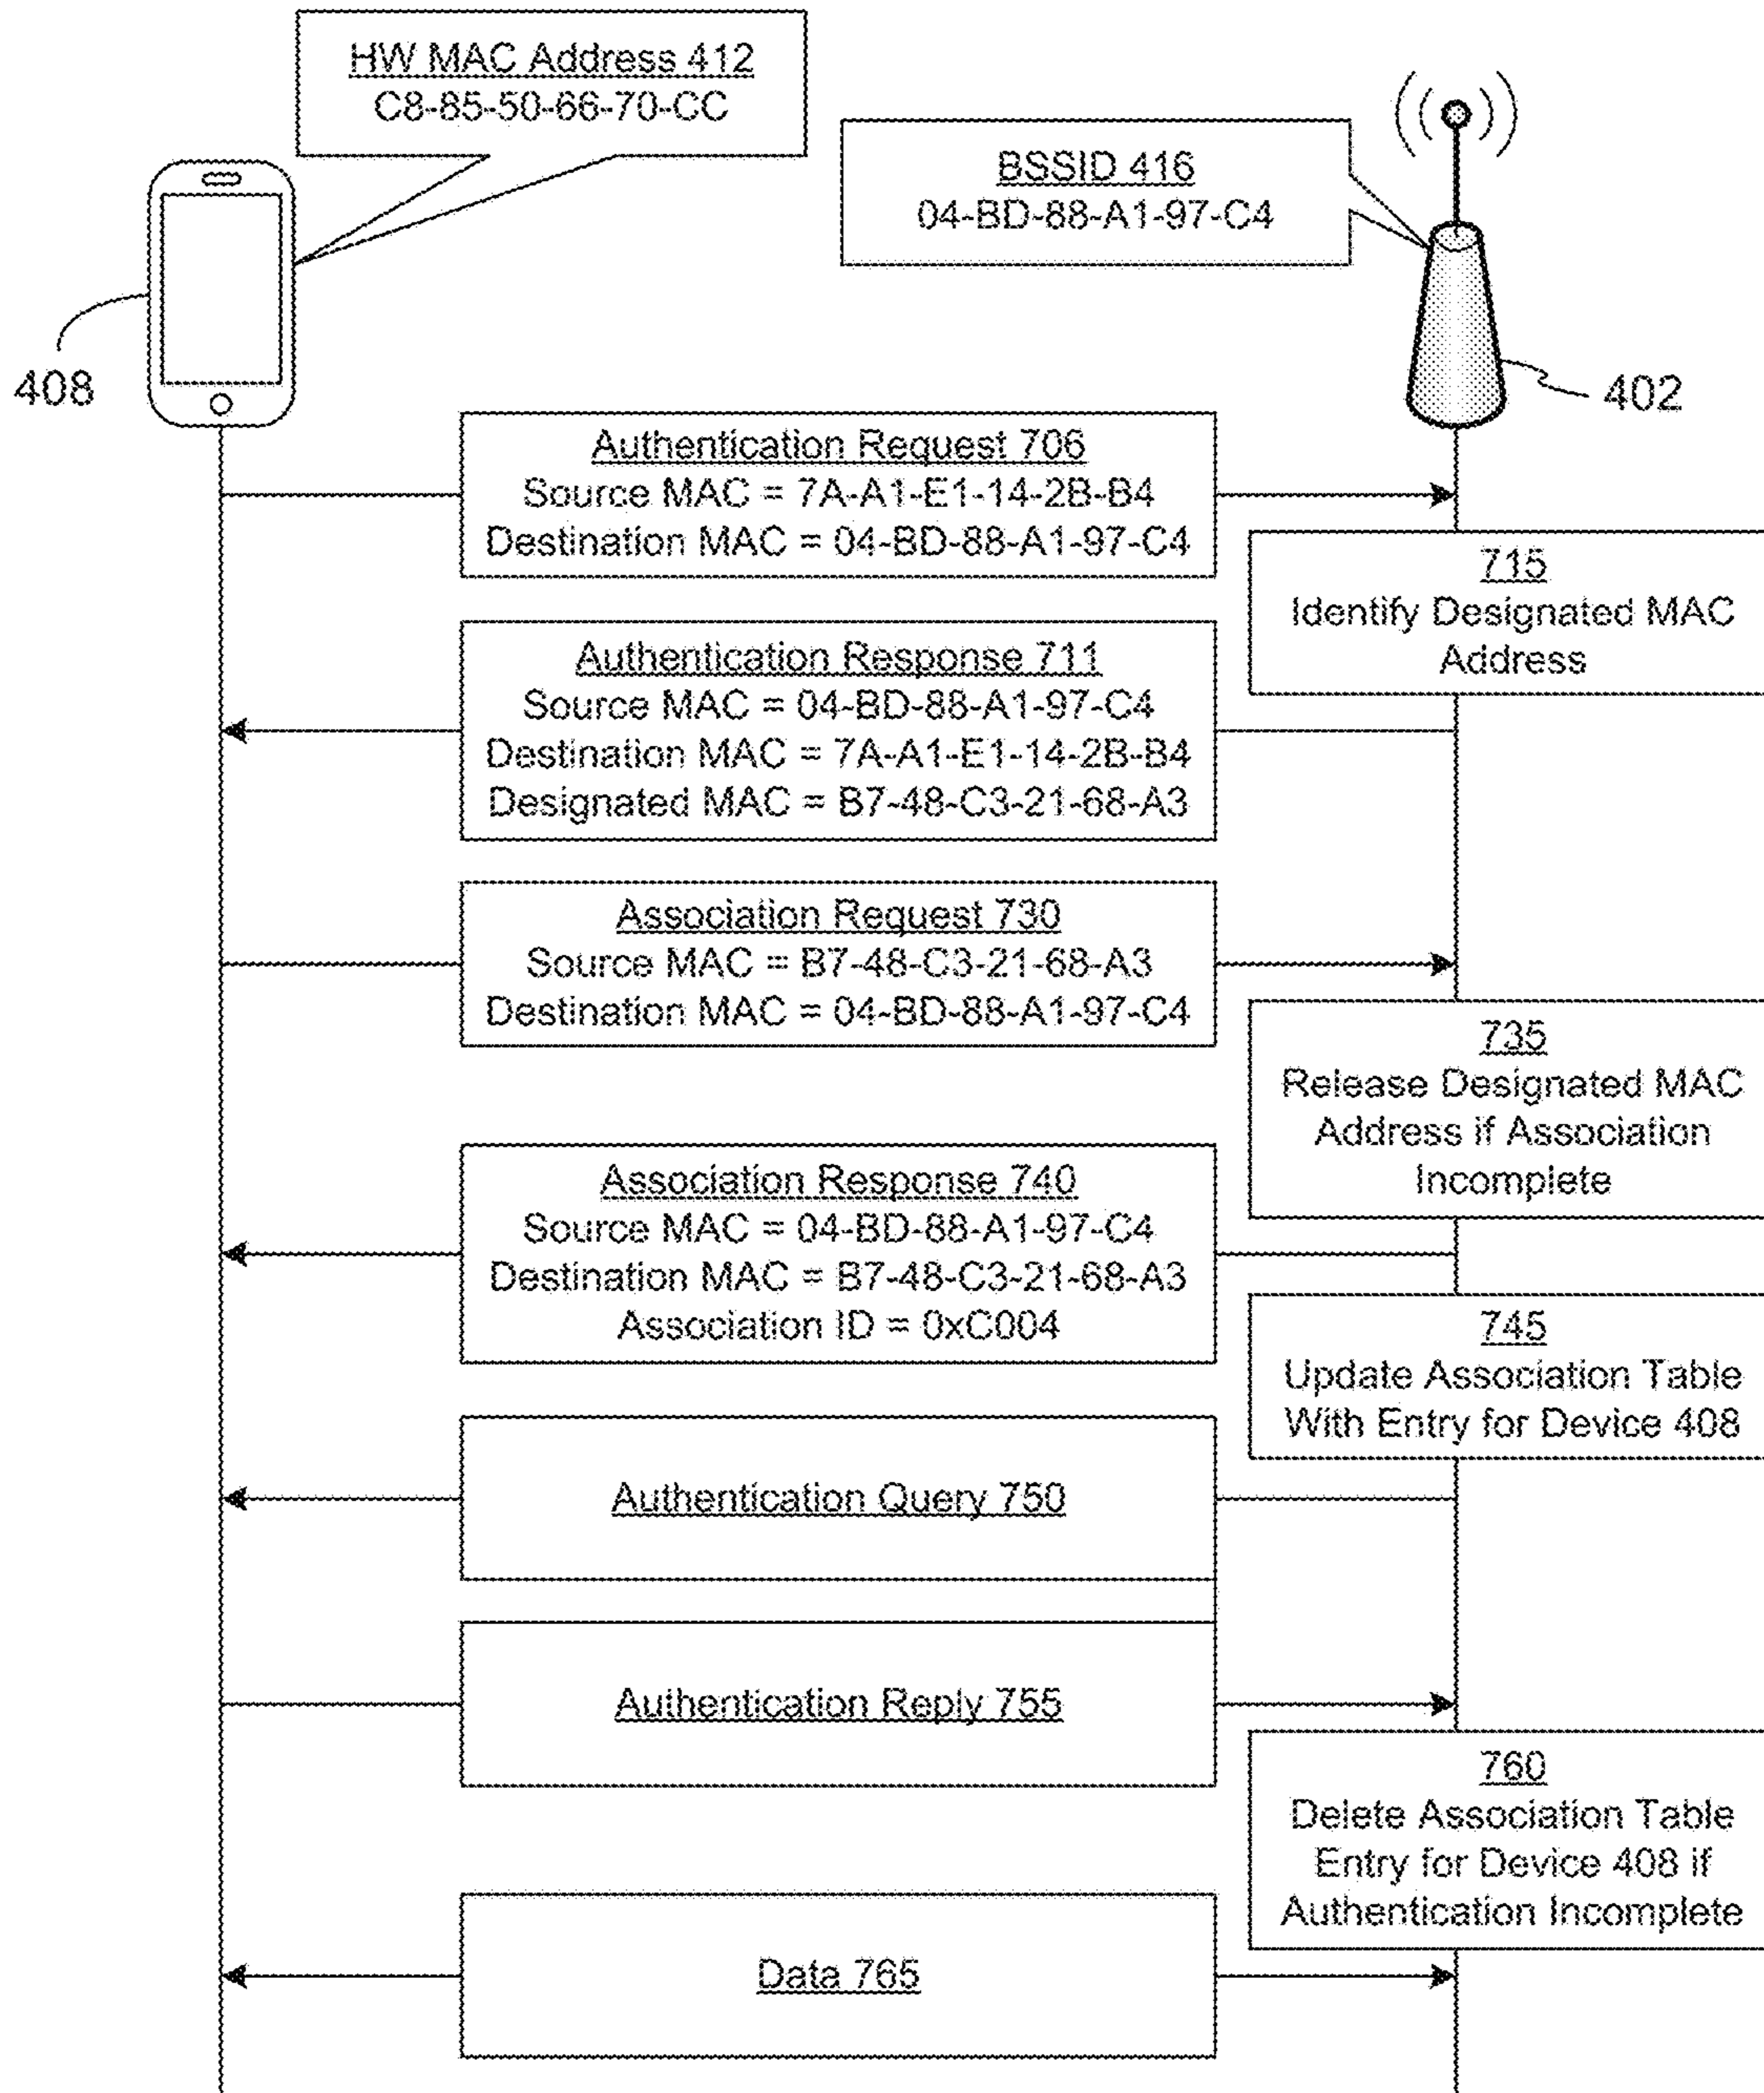 HW MAC Address 412
C8-85-50-66-70-CC
BSSID 416
04-BD-88-A1-97-C4
408
402
Authentication Request 706
Source MAC = 7A-A1-E1-14-2B-B4
Destination MAC = 04-BD-88-A1-97-C4
715
Identify Designated MAC
Address
Authentication Response 711
Source MAC = 04-BD-88-A1-97-C4
Destination MAC = 7A-A1-E1-14-2B-B4
Designated MAC = B7-48-C3-21-68-A3
Association Request 730
Source MAC = B7-48-C3-21-68-A3
Destination MAC = 04-BD-88-A1-97-C4
735
Release Designated MAC
Address if Association
Incomplete
Association Response 740
Source MAC = 04-BD-88-A1-97-C4
Destination MAC = B7-48-C3-21-68-A3
Association ID = 0xC004
745
Update Association Table
With Entry for Device 408
Authentication Query 750
Authentication Reply 755
760
Delete Association Table
Entry for Device 408 if
Authentication Incomplete
Data 765